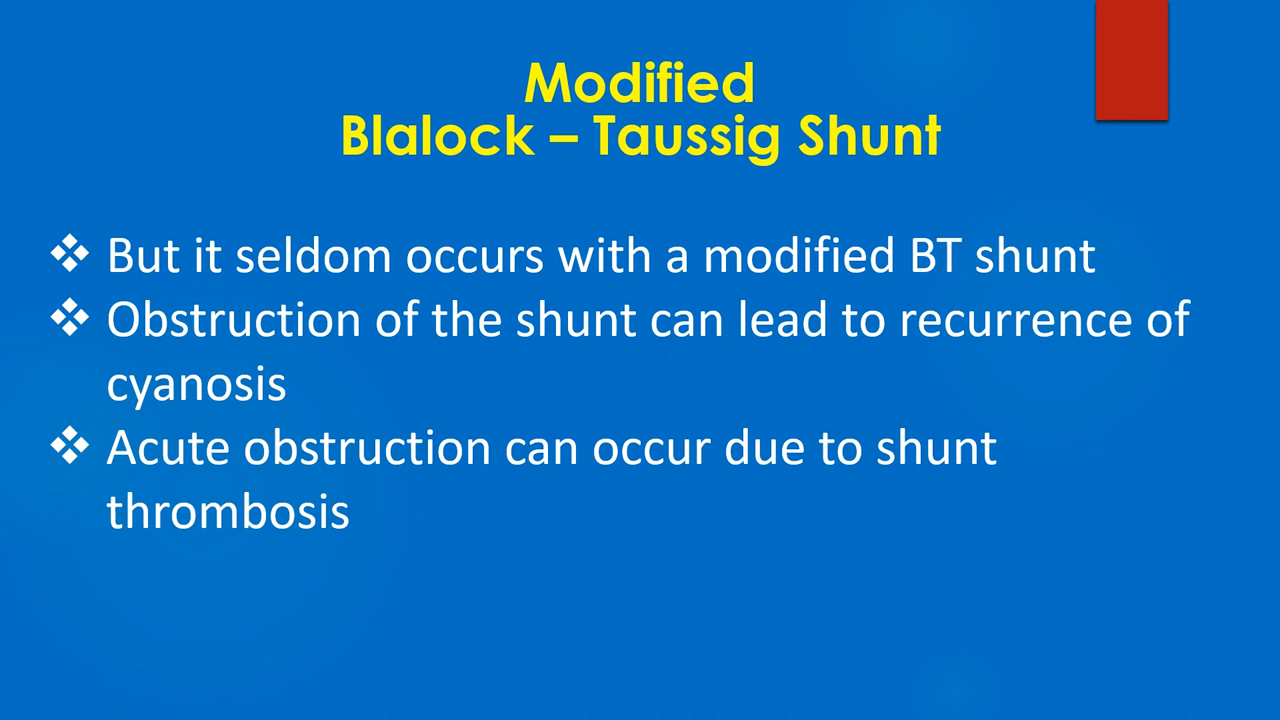 Modified
Blalock – Taussig Shunt
❖ But it seldom occurs with a modified BT shunt
❖ Obstruction of the shunt can lead to recurrence of
cyanosis
❖ Acute obstruction can occur due to shunt
thrombosis